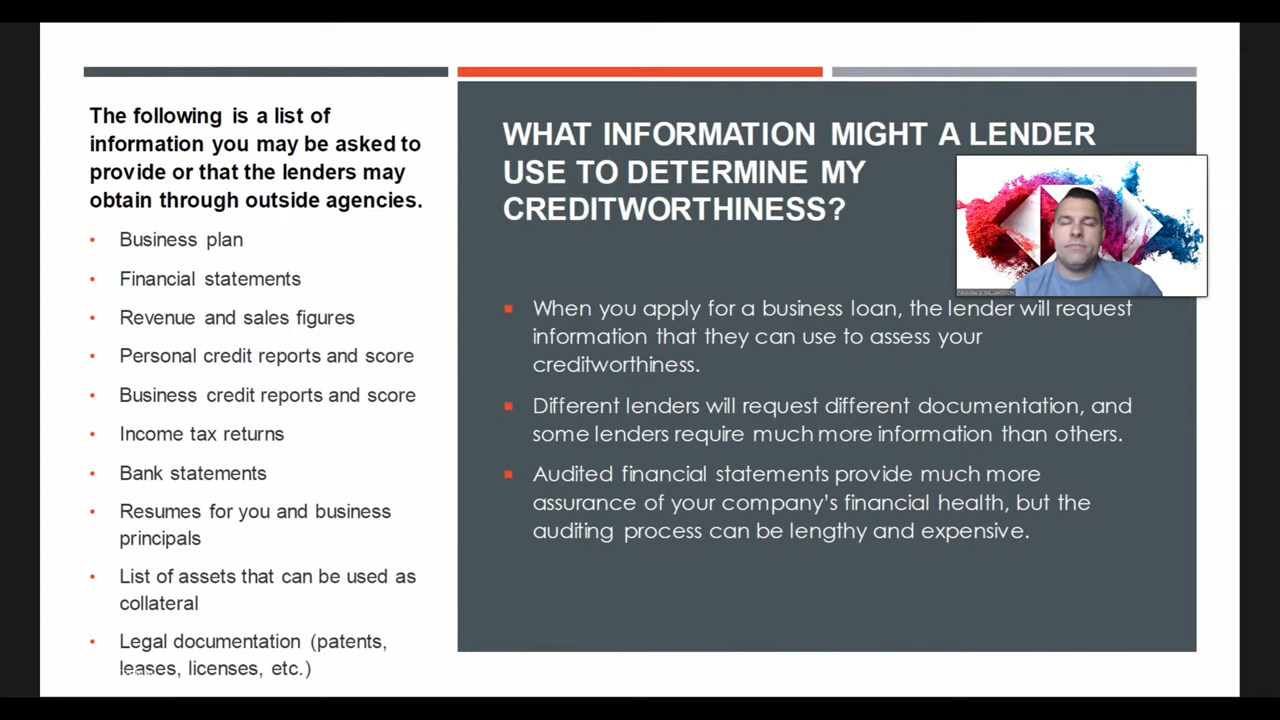 The following is a list of
information you may be asked to
provide or that the lenders may
obtain through outside agencies.
• Business plan
• Financial statements
• Revenue and sales figures
• Personal credit reports and score
• Business credit reports and score
• Income tax returns
• Bank statements
• Resumes for you and business
principals
• List of assets that can be used as
collateral
• Legal documentation (patents,
leases, licenses, etc.)
WHAT INFORMATION MIGHT A LENDER
USE TO DETERMINE MY
CREDITWORTHINESS?
▪ When you apply for a business loan, the lender will request
information that they can use to assess your
creditworthiness.
▪ Different lenders will request different documentation, and
some lenders require much more information than others.
▪ Audited financial statements provide much more
assurance of your company’s financial health, but the
auditing process can be lengthy and expensive.